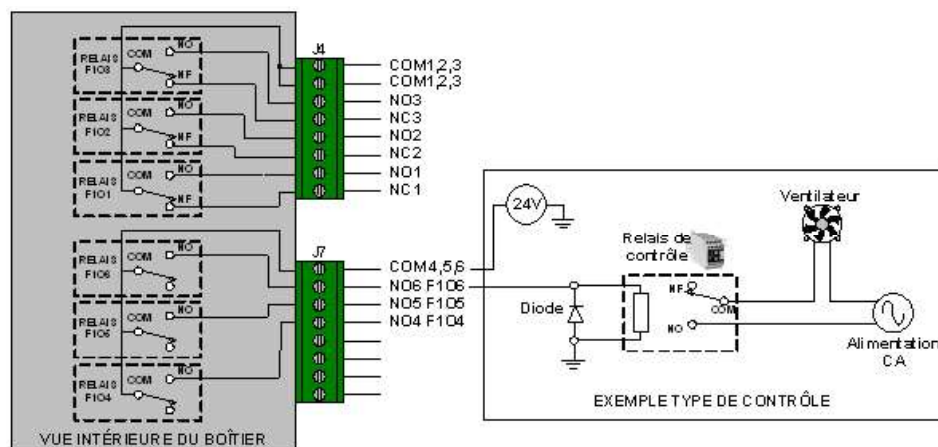 J4
RELAIS
FIO3
COM
NO
NF
RELAIS
FIO2
COM
NO
NF
RELAIS
FIO1
COM
NO
NF
COM1,2,3
COM1,2,3
NO3
NC3
NO2
NC2
NO1
NC1
J7
RELAIS
FIO6
COM
NO
RELAIS
FIO5
COM
NO
RELAIS
FIO4
COM
NO
COM4,5,6
NO6 FIO6
NO5 FIO5
NO4 FIO4
VUE INTÉRIEURE DU BOÎTIER
24V
Ventilateur
Relais de
contrôle
Diode
NF
COM
NO
Alimentation
CA
EXEMPLE TYPE DE CONTRÔLE